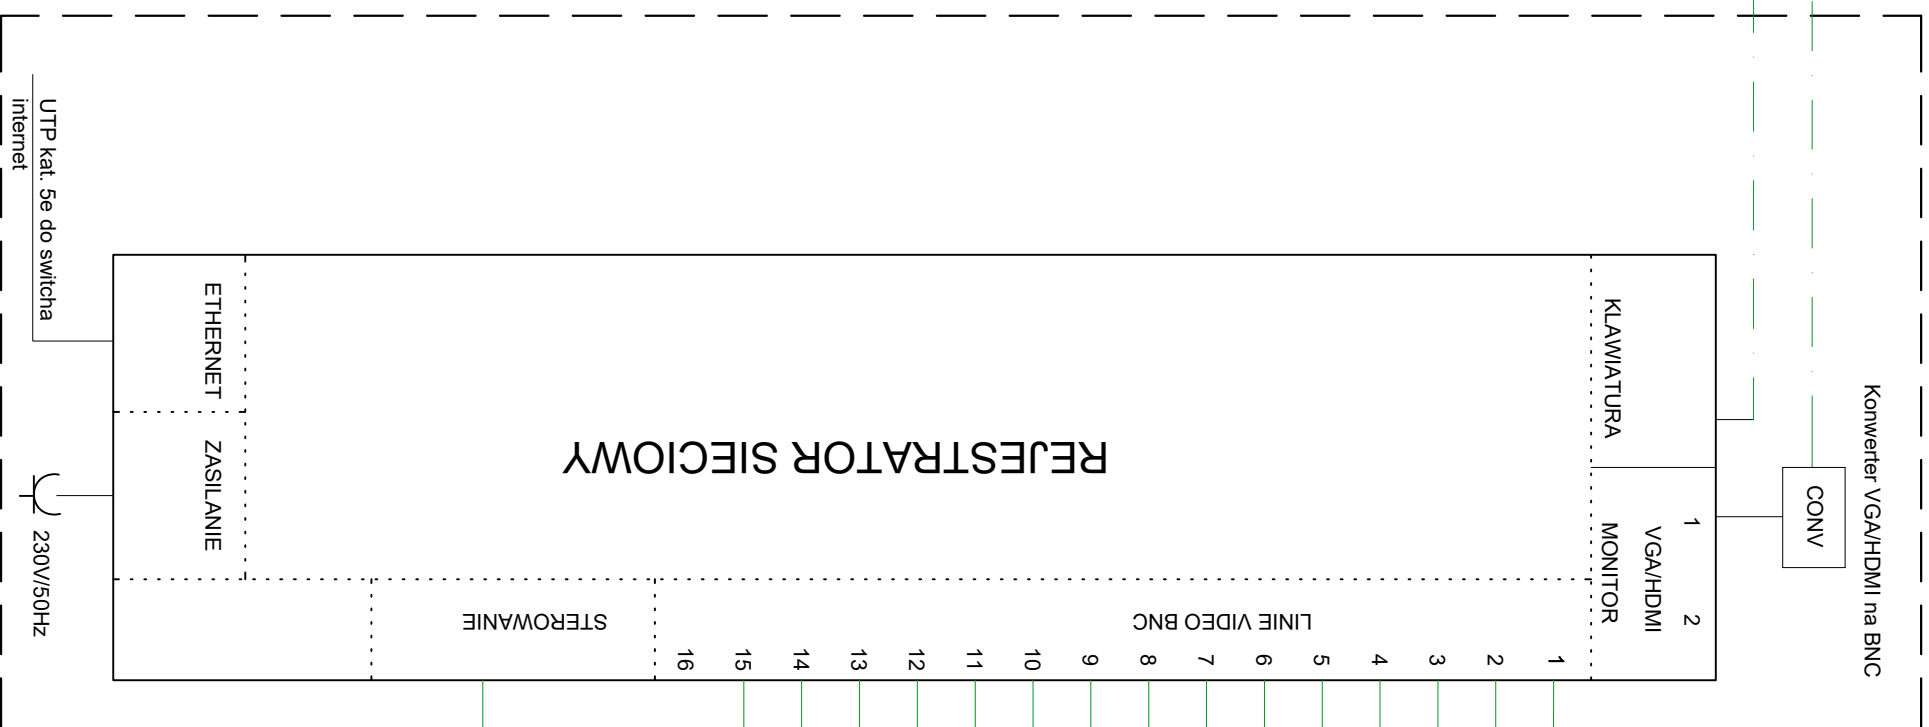 UTP kat. 5e do switcha
internet
230V/50Hz
ETHERNET
ZASILANIE
REJESTRATOR SIECIOWY
KLAWIATURA
1
2
VGA/HDMI
MONITOR
CONV
Konwerter VGA/HDMI na BNC
STEROWANIE
LINIE VIDEO BNC
1
2
3
4
5
6
7
8
9
10
11
12
13
14
15
16